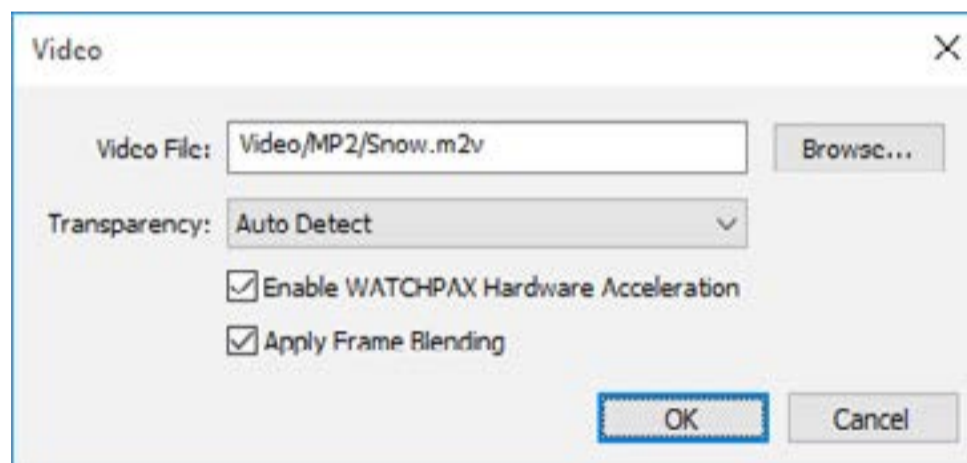 Video
Video File: Video/MP2/Snow.m2v Browse...
Transparency: Auto Detect
Enable WATCHPAX Hardware Acceleration
Apply Frame Blending
OK Cancel